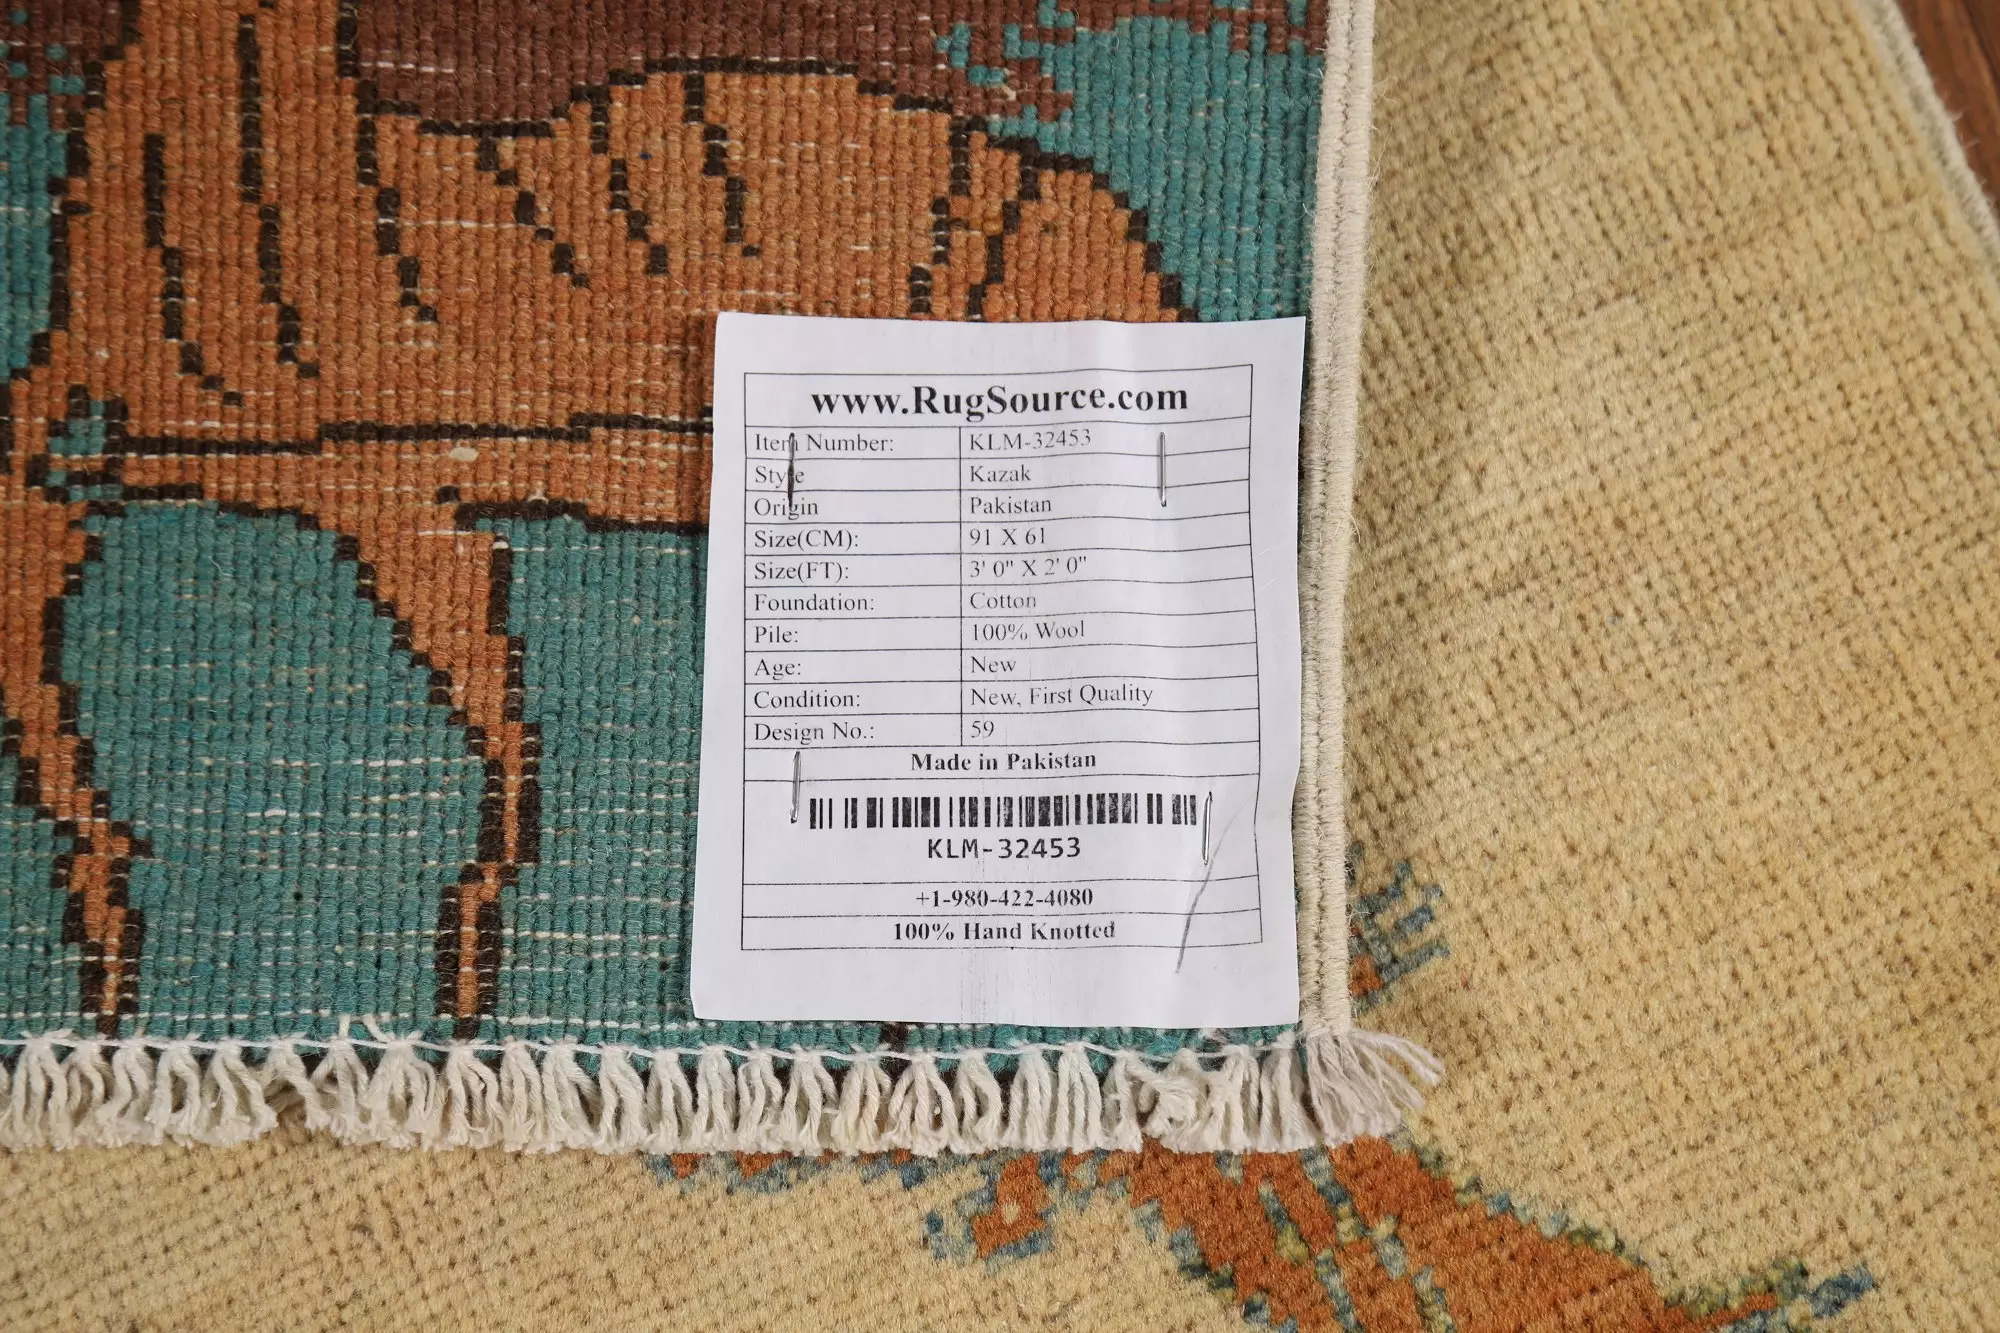 www.RugSource.com
Item Number: KLM-32453
Style Kazak
Origin Pakistan
Size(CM): 91 X 61
Size(FT): 3' 0" X 2' 0"
Foundation: Cotton
Pile: 100% Wool
Age: New
Condition: New, First Quality
Design No.: 59
Made in Pakistan
KLM-32453
+1-980-422-4080
100% Hand Knotted